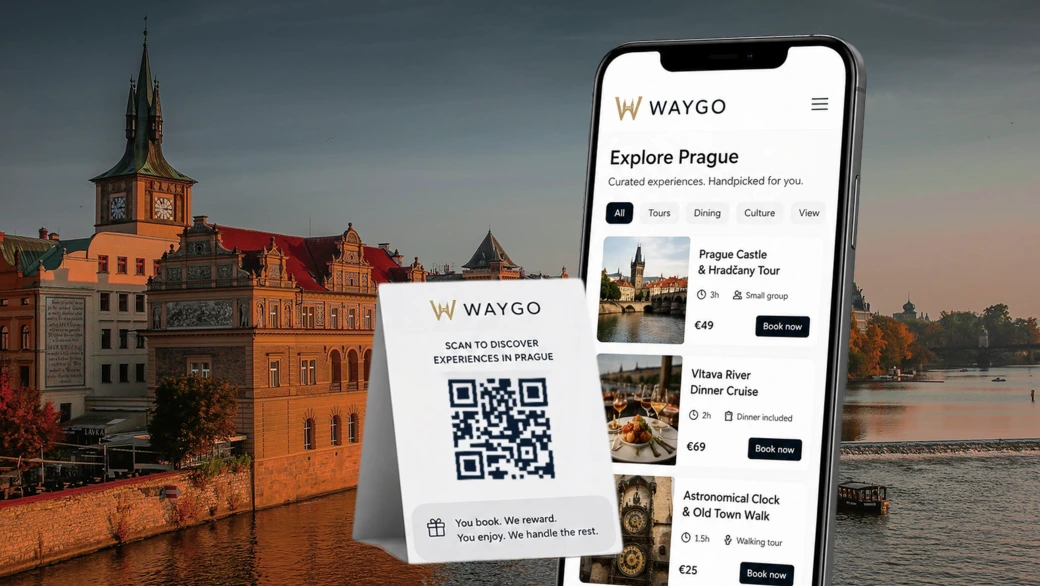 WAYGO
SCAN TO DISCOVER
EXPERIENCES IN PRAGUE
You book. We reward.
You enjoy. We handle the rest.
WAYGO
Explore Prague
Curated experiences. Handpicked for you.
All Tours Dining Culture View
Prague Castle
& Hradčany Tour
3h Small group
€49 Book now
Vltava River
Dinner Cruise
2h Dinner included
€69 Book now
Astronomical Clock
& Old Town Walk
1.5h Walking tour
€25 Book now